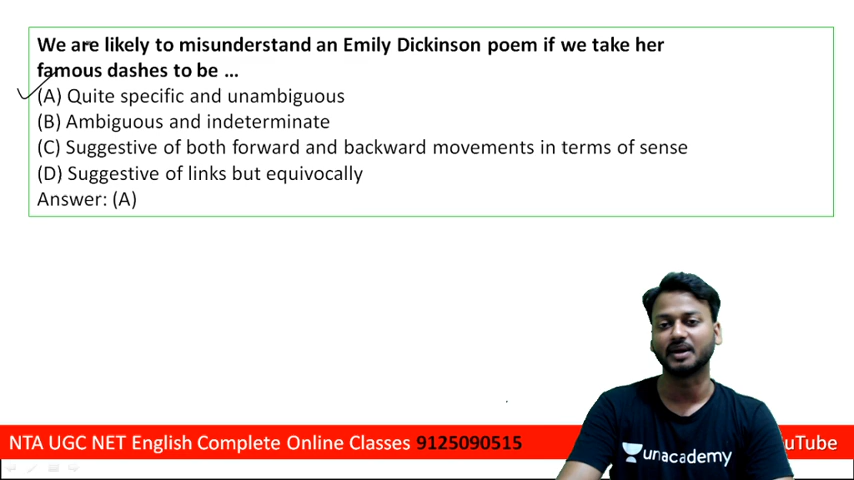 We are likely to misunderstand an Emily Dickinson poem if we take her
famous dashes to be ...
(A) Quite specific and unambiguous
(B) Ambiguous and indeterminate
(C) Suggestive of both forward and backward movements in terms of sense
(D) Suggestive of links but equivocally
Answer: (A)
unacademy
NTA UGC NET English Complete Online Classes 9125090515
uTube